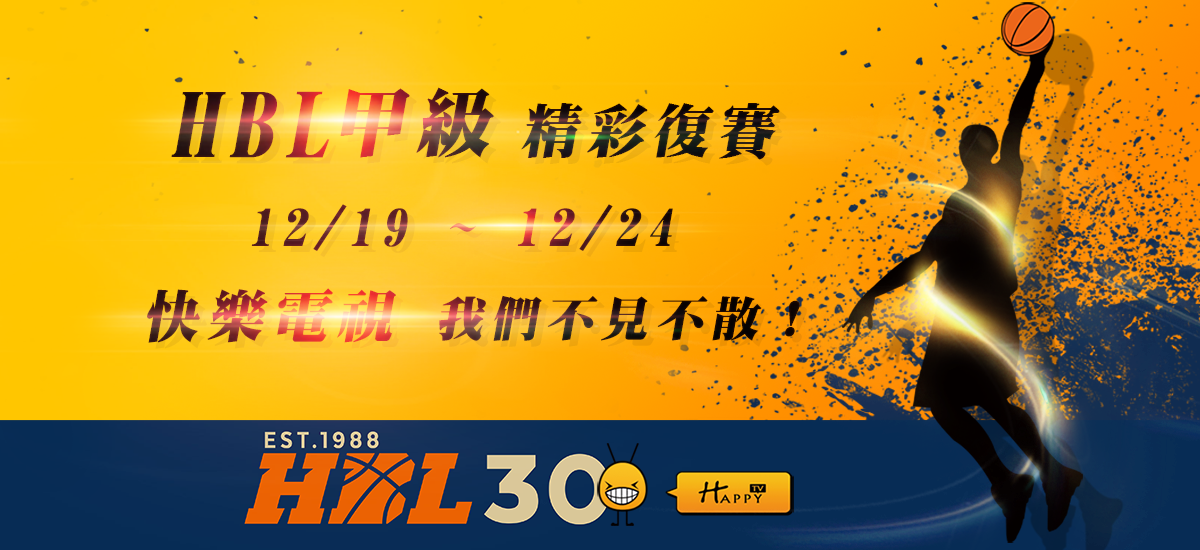 HBL甲級 精彩復賽
12/19 ~ 12/24
快樂電視 我們不見不散！
EST.1988
HBL 30
HAPPY TV